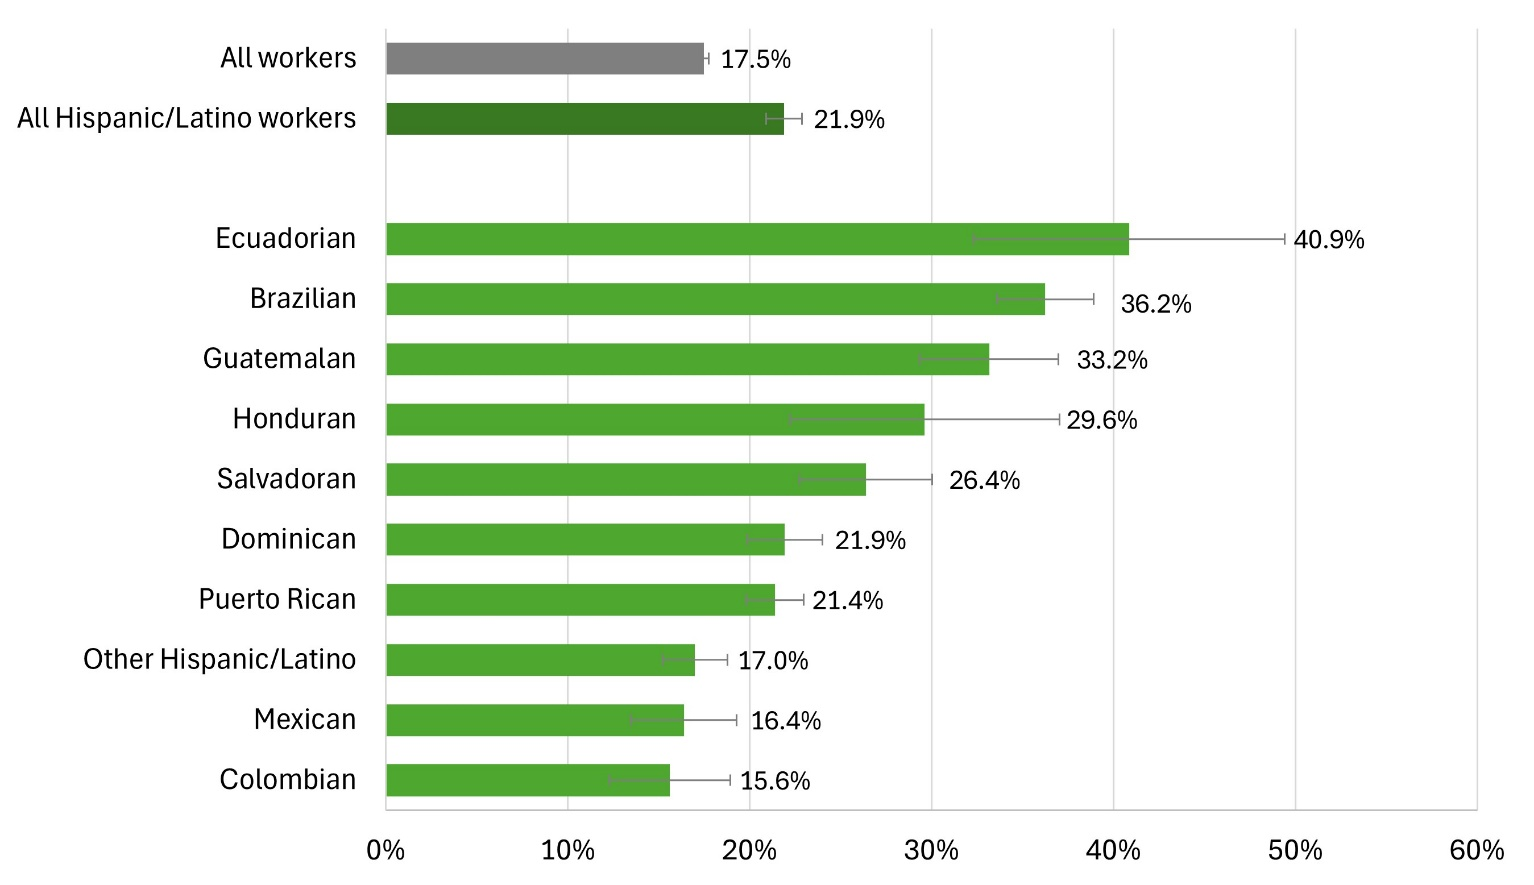 All workers 17.5%
All Hispanic/Latino workers 21.9%
Ecuadorian 40.9%
Brazilian 36.2%
Guatemalan 33.2%
Honduran 29.6%
Salvadoran 26.4%
Dominican 21.9%
Puerto Rican 21.4%
Other Hispanic/Latino 17.0%
Mexican 16.4%
Colombian 15.6%
0% 10% 20% 30% 40% 50% 60%